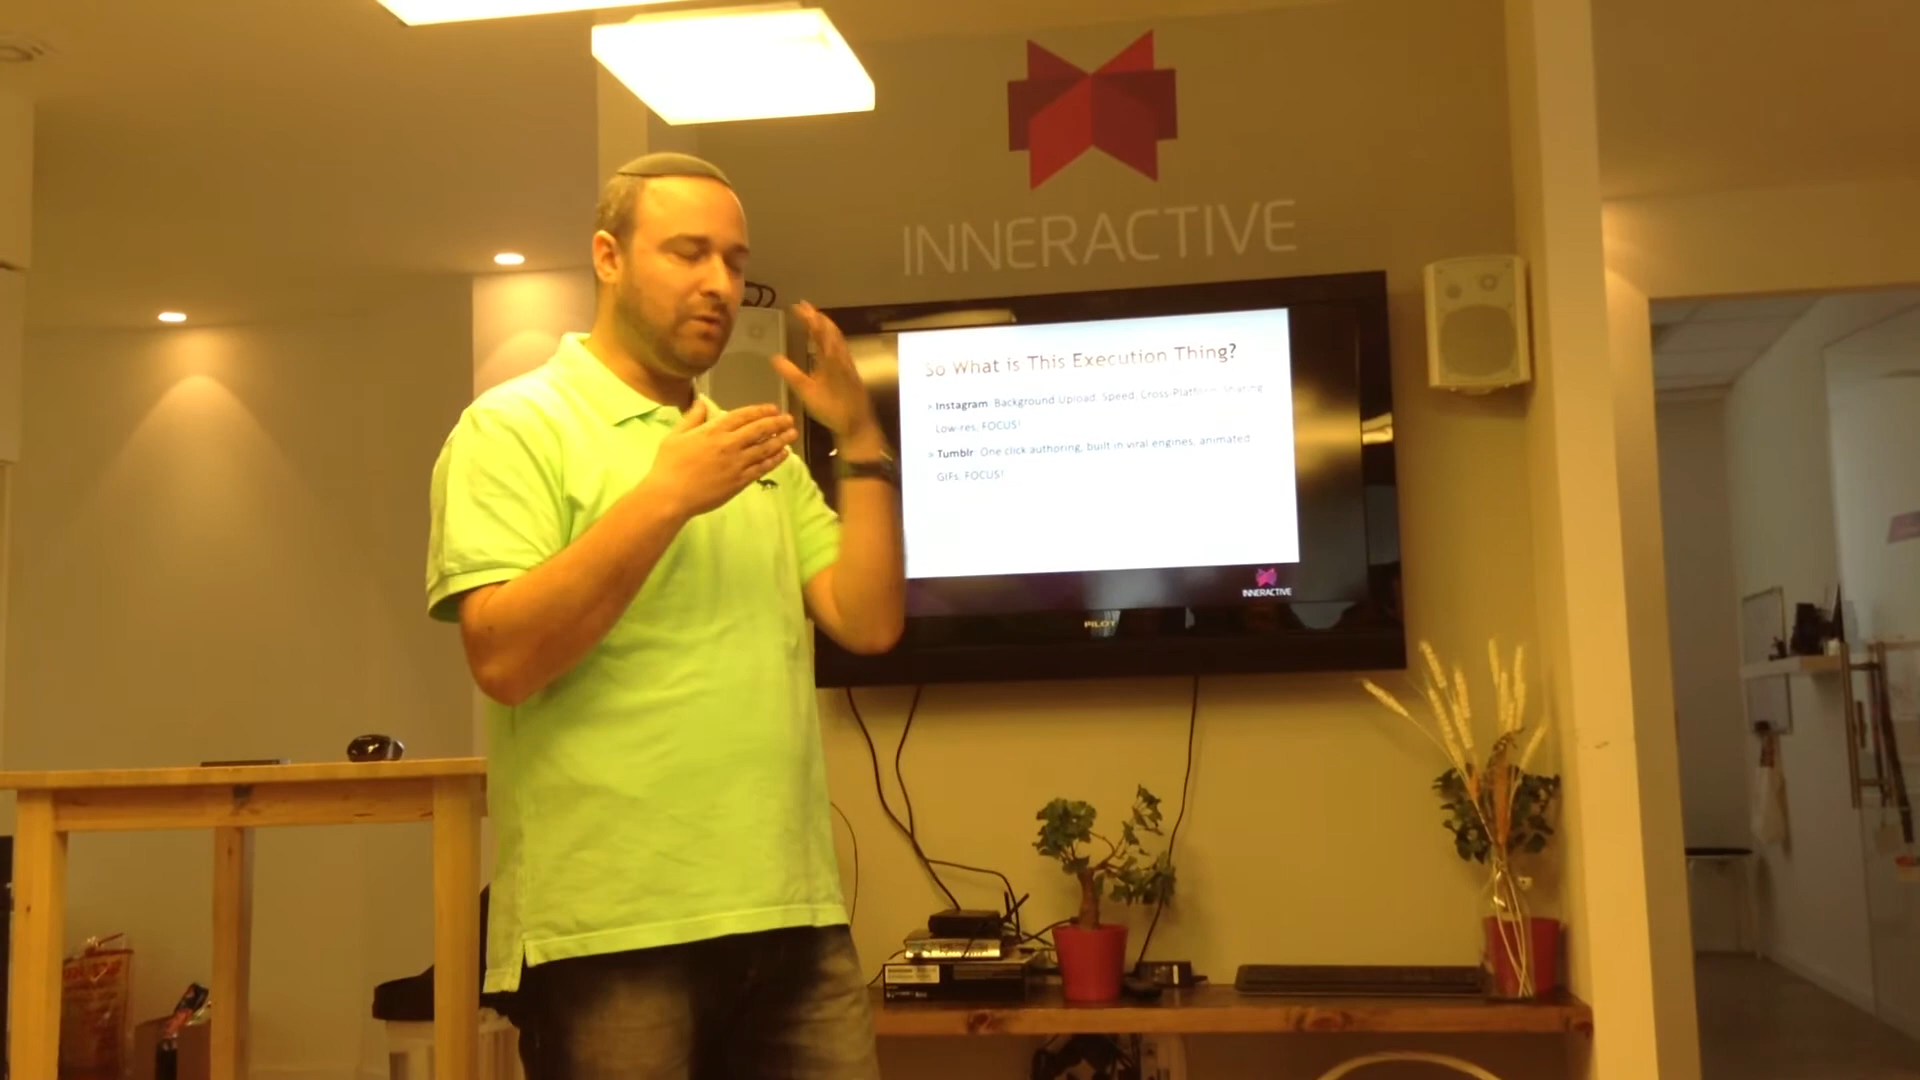 INNERACTIVE
So What is This Execution Thing?
» Instagram: Background Upload, Speed, Cross-Platform Sharing,
Low-res, FOCUS!
» Tumblr: One click authoring, built in viral engines, animated
GIFs, FOCUS!
INNERACTIVE
PILOT